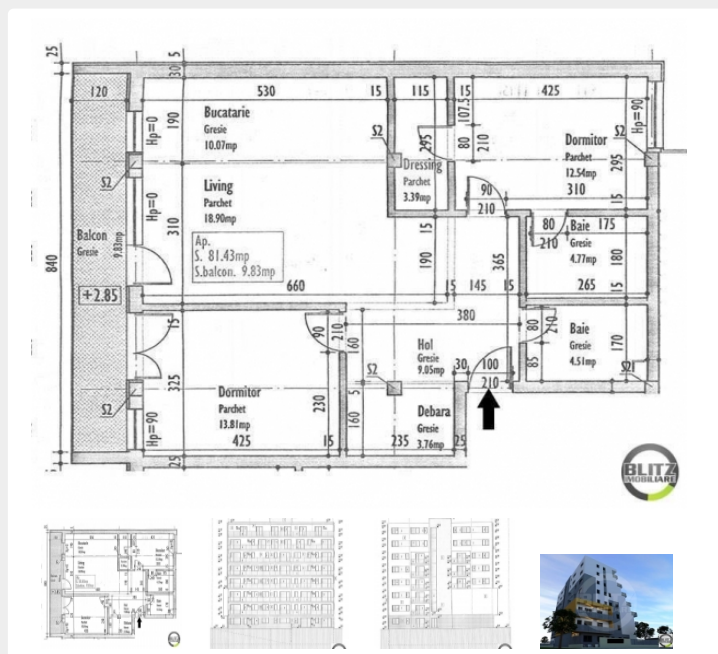 25
5
30
120
530
15
115
15
425
Bucatarie
Gresie
10.07mp
190
Hp=0
S2
107.5
80
210
Hp=90
S2
Dormitor
Parchet
12.54mp
295
S2
295
Dressing
Parchet
3.39mp
90
210
310
15
Living
Parchet
18.90mp
Hp=0
310
Balcon
Gresie
9.83mp
840
Ap.
S. 81.43mp
S.balcon. 9.83mp
15
190
365
80
210
175
Baie
Gresie
4.77mp
180
+2.85
660
15
145
15
265
15
380
15
90
210
160
Hol
Gresie
9.05mp
80
210
85
Baie
Gresie
4.51mp
170
30
100
210
S2
S2
S21
325
Dormitor
Parchet
13.81mp
230
5
160
Debara
Gresie
3.76mp
Hp=90
425
15
235
25
25
BLITZ
IMOBILIARE